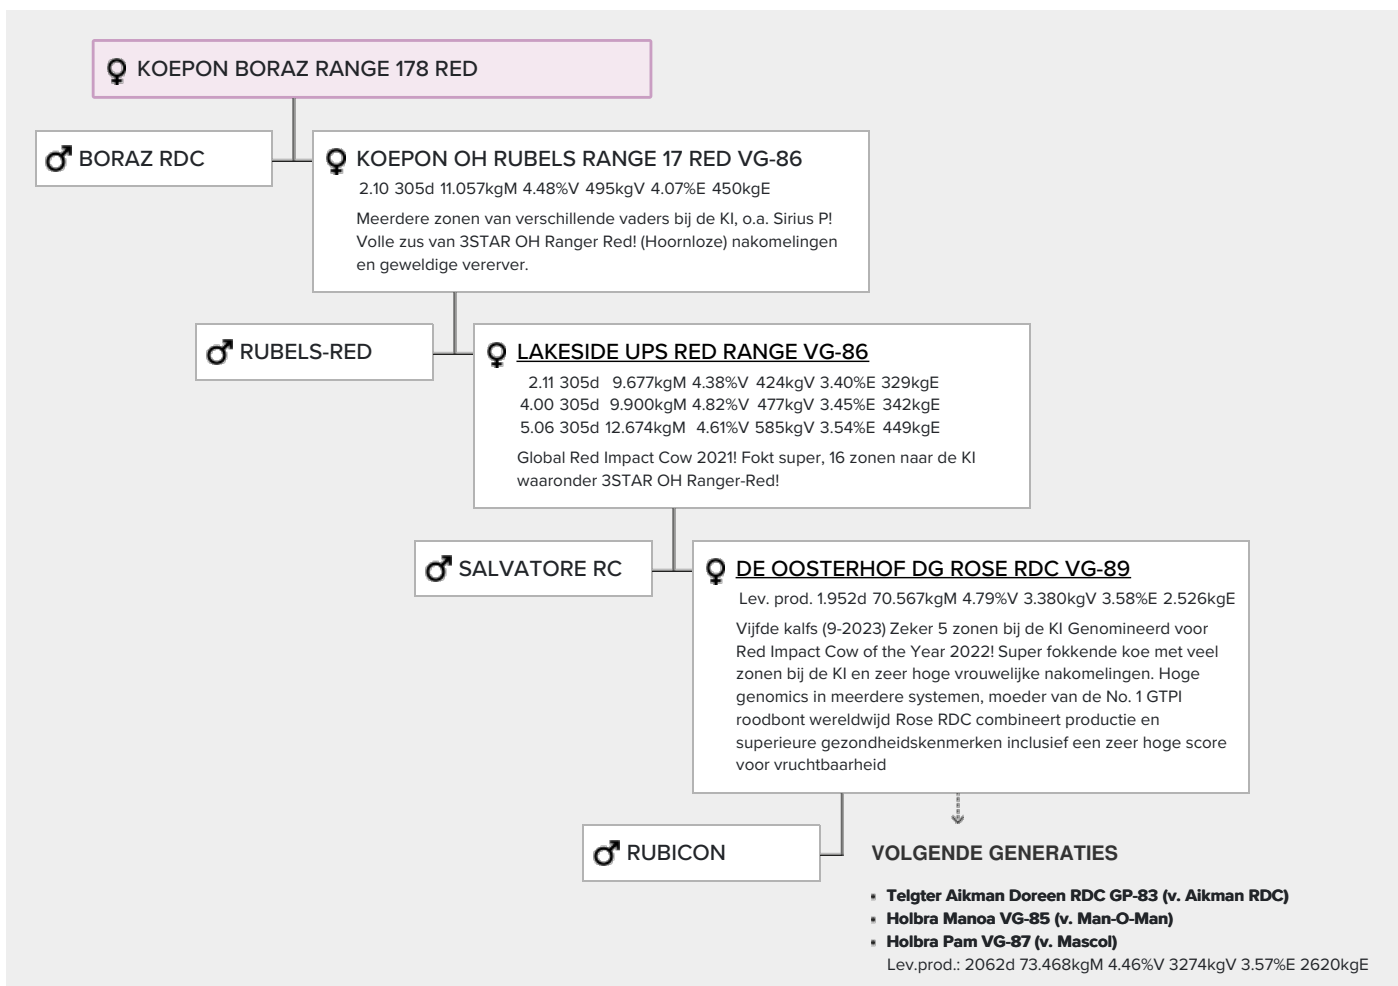 KOEPON BORAZ RANGE 178 RED
BORAZ RDC
KOEPON OH RUBELS RANGE 17 RED VG-86
2.10 305d 11.057kgM 4.48%V 495kgV 4.07%E 450kgE
Meerdere zonen van verschillende vaders bij de KI, o.a. Sirius P!
Volle zus van 3STAR OH Ranger Red! (Hoornloze) nakomelingen
en geweldige vererver.
RUBELS-RED
LAKESIDE UPS RED RANGE VG-86
2.11 305d 9.677kgM 4.38%V 424kgV 3.40%E 329kgE
4.00 305d 9.900kgM 4.82%V 477kgV 3.45%E 342kgE
5.06 305d 12.674kgM 4.61%V 585kgV 3.54%E 449kgE
Global Red Impact Cow 2021! Fokt super, 16 zonen naar de KI
waaronder 3STAR OH Ranger-Red!
SALVATORE RC
DE OOSTERHOF DG ROSE RDC VG-89
Lev. prod. 1.952d 70.567kgM 4.79%V 3.380kgV 3.58%E 2.526kgE
Vijfde kalfs (9-2023) Zeker 5 zonen bij de KI Genomineerd voor
Red Impact Cow of the Year 2022! Super fokkende koe met veel
zonen bij de KI en zeer hoge vrouwelijke nakomelingen. Hoge
genomics in meerdere systemen, moeder van de No. 1 GTPI
roodbont wereldwijd Rose RDC combineert productie en
superieure gezondheidskenmerken inclusief een zeer hoge score
voor vruchtbaarheid
RUBICON
VOLGENDE GENERATIES
Telgter Aikman Doreen RDC GP-83 (v. Aikman RDC)
Holbra Manoa VG-85 (v. Man-O-Man)
Holbra Pam VG-87 (v. Mascol)
Lev.prod.: 2062d 73.468kgM 4.46%V 3274kgV 3.57%E 2620kgE